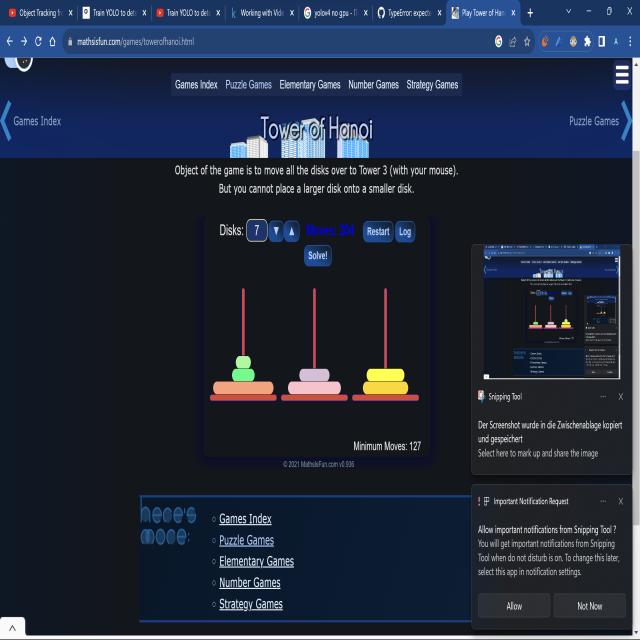 Object Tracking fr
Train YOLO to dete
Train YOLO to dete
Working with Vide
yolov4 no gpu - G
TypeError: expecte
Play Tower of Han
mathsisfun.com/games/towerofhanoi.html
Games Index Puzzle Games Elementary Games Number Games Strategy Games
Games Index
Tower of Hanoi
Puzzle Games
Object of the game is to move all the disks over to Tower 3 (with your mouse).
But you cannot place a larger disk onto a smaller disk.
Disks: 7 ▼ ▲ Moves: 204 Restart Log
Solve!
Minimum Moves: 127
© 2021 MathsIsFun.com v0.936
○ Games Index
○ Puzzle Games
○ Elementary Games
○ Number Games
○ Strategy Games
Snipping Tool ... X
Der Screenshot wurde in die Zwischenablage kopiert
und gespeichert
Select here to mark up and share the image
Important Notification Request ... X
Allow important notifications from Snipping Tool ?
You will get important notifications from Snipping
Tool when do not disturb is on. To change this later,
select this app in notification settings.
Allow Not Now